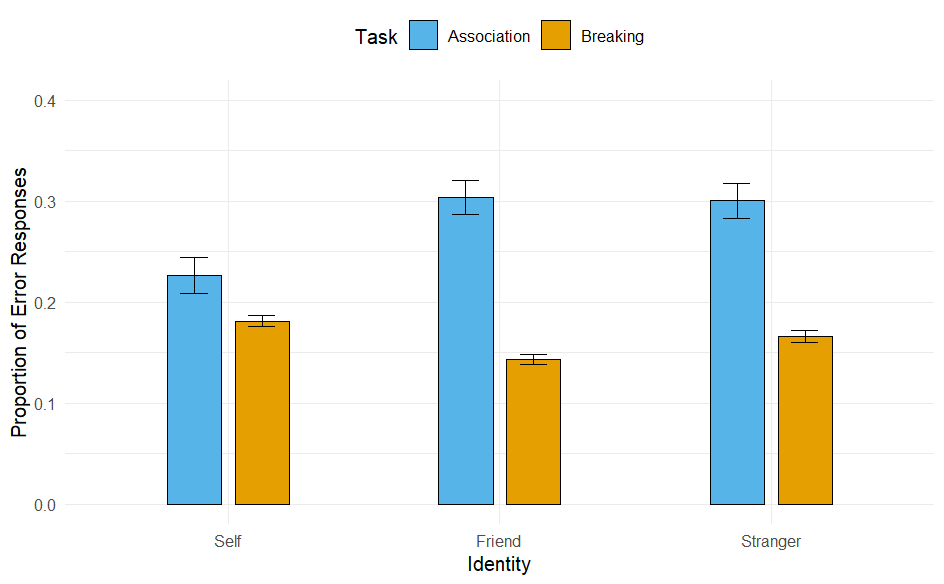 Task Association Breaking
Proportion of Error Responses
0.4
0.3
0.2
0.1
0.0
Self Friend Stranger
Identity